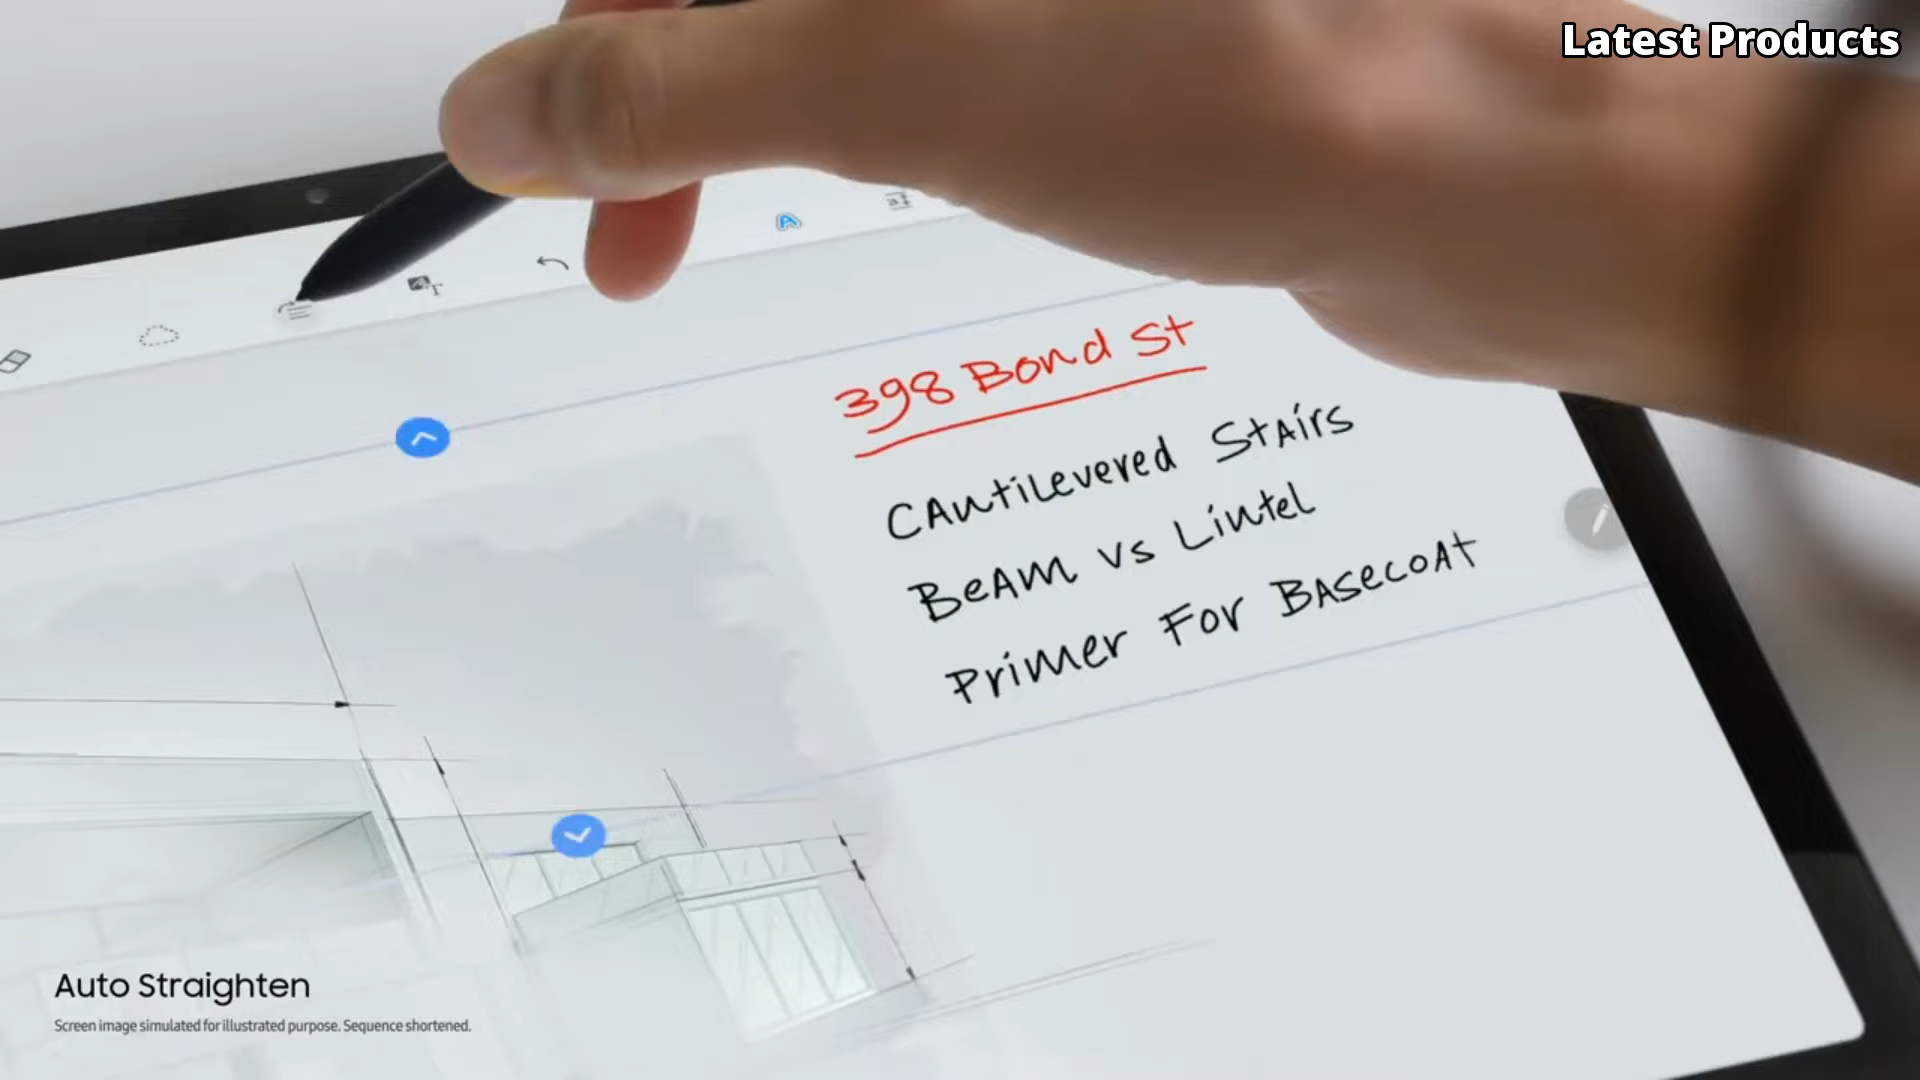 Latest Products
398 Bond St
CAntiLevered StAirs
BeAm vs Lintel
Primer For BAsecoAt
Auto Straighten
Screen image simulated for illustrated purpose. Sequence shortened.